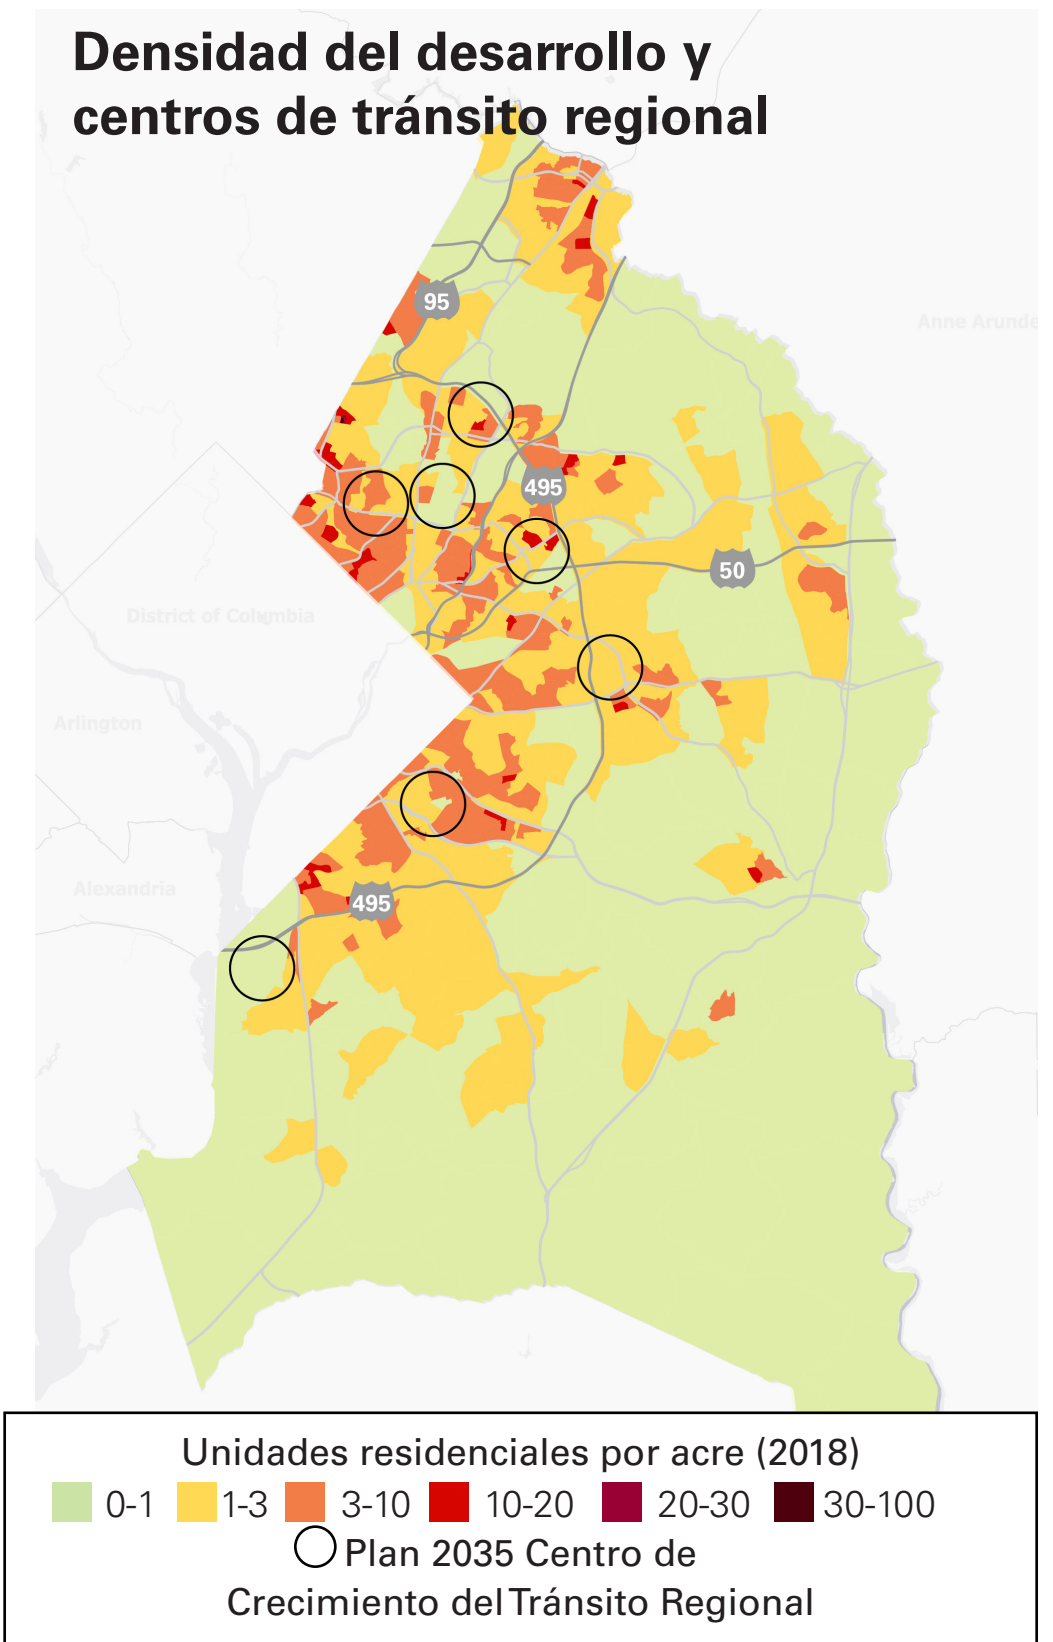 Densidad del desarrollo y
centros de tránsito regional
95
Anne Arunde
495
50
District of Columbia
Arlington
Alexandria
495
Unidades residenciales por acre (2018)
0-1 1-3 3-10 10-20 20-30 30-100
Plan 2035 Centro de
Crecimiento del Tránsito Regional